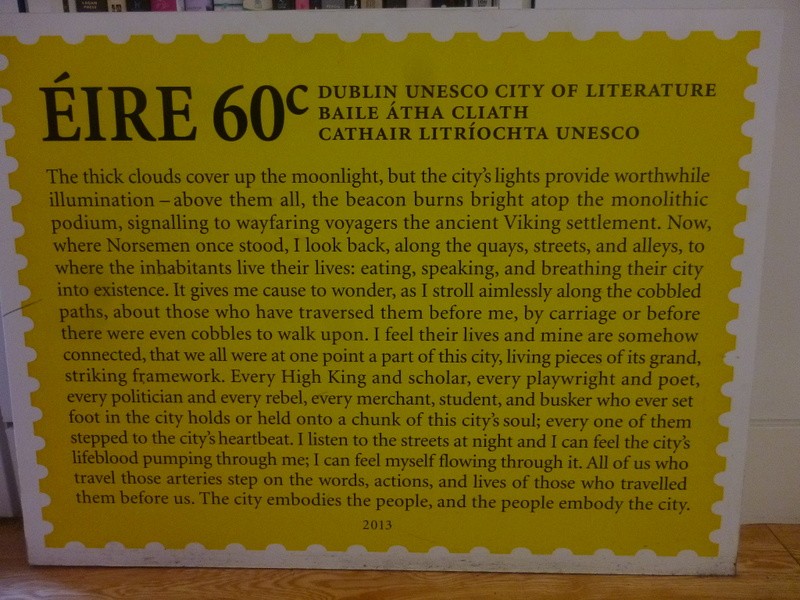 ÉIRE 60c
DUBLIN UNESCO CITY OF LITERATURE
BAILE ÁTHA CLIATH
CATHAIR LITRÍOCHTA UNESCO
The thick clouds cover up the moonlight, but the city's lights provide worthwhile
illumination – above them all, the beacon burns bright atop the monolithic
podium, signalling to wayfaring voyagers the ancient Viking settlement. Now,
where Norsemen once stood, I look back, along the quays, streets, and alleys, to
where the inhabitants live their lives: eating, speaking, and breathing their city
into existence. It gives me cause to wonder, as I stroll aimlessly along the cobbled
paths, about those who have traversed them before me, by carriage or before
there were even cobbles to walk upon. I feel their lives and mine are somehow
connected, that we all were at one point a part of this city, living pieces of its grand,
striking framework. Every High King and scholar, every playwright and poet,
every politician and every rebel, every merchant, student, and busker who ever set
foot in the city holds or held onto a chunk of this city's soul; every one of them
stepped to the city's heartbeat. I listen to the streets at night and I can feel the city's
lifeblood pumping through me; I can feel myself flowing through it. All of us who
travel those arteries step on the words, actions, and lives of those who travelled
them before us. The city embodies the people, and the people embody the city.
2013